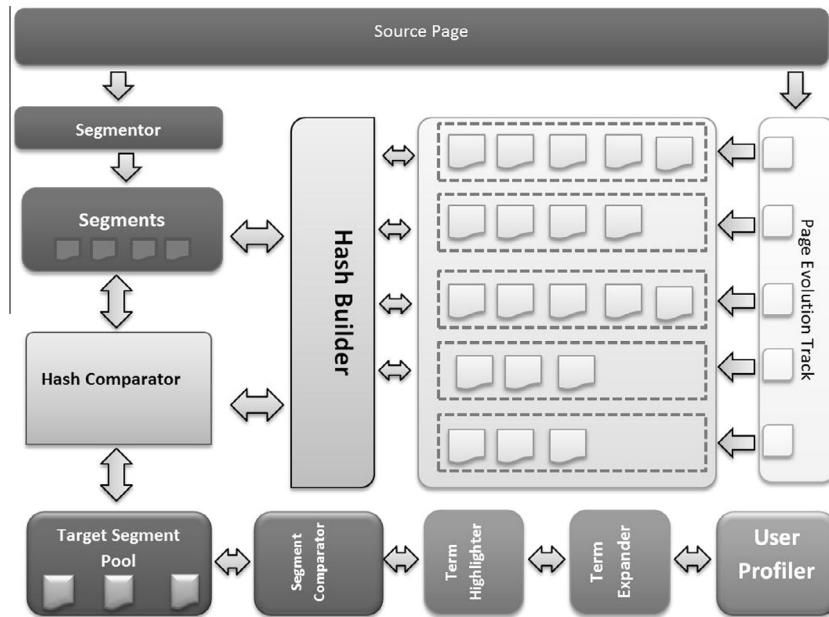 Source Page
Segmentor
Segments
Hash Builder
Page Evolution Track
Hash Comparator
Target Segment
Pool
Segment
Comparator
Term
Highlighter
Term
Expander
User
Profiler